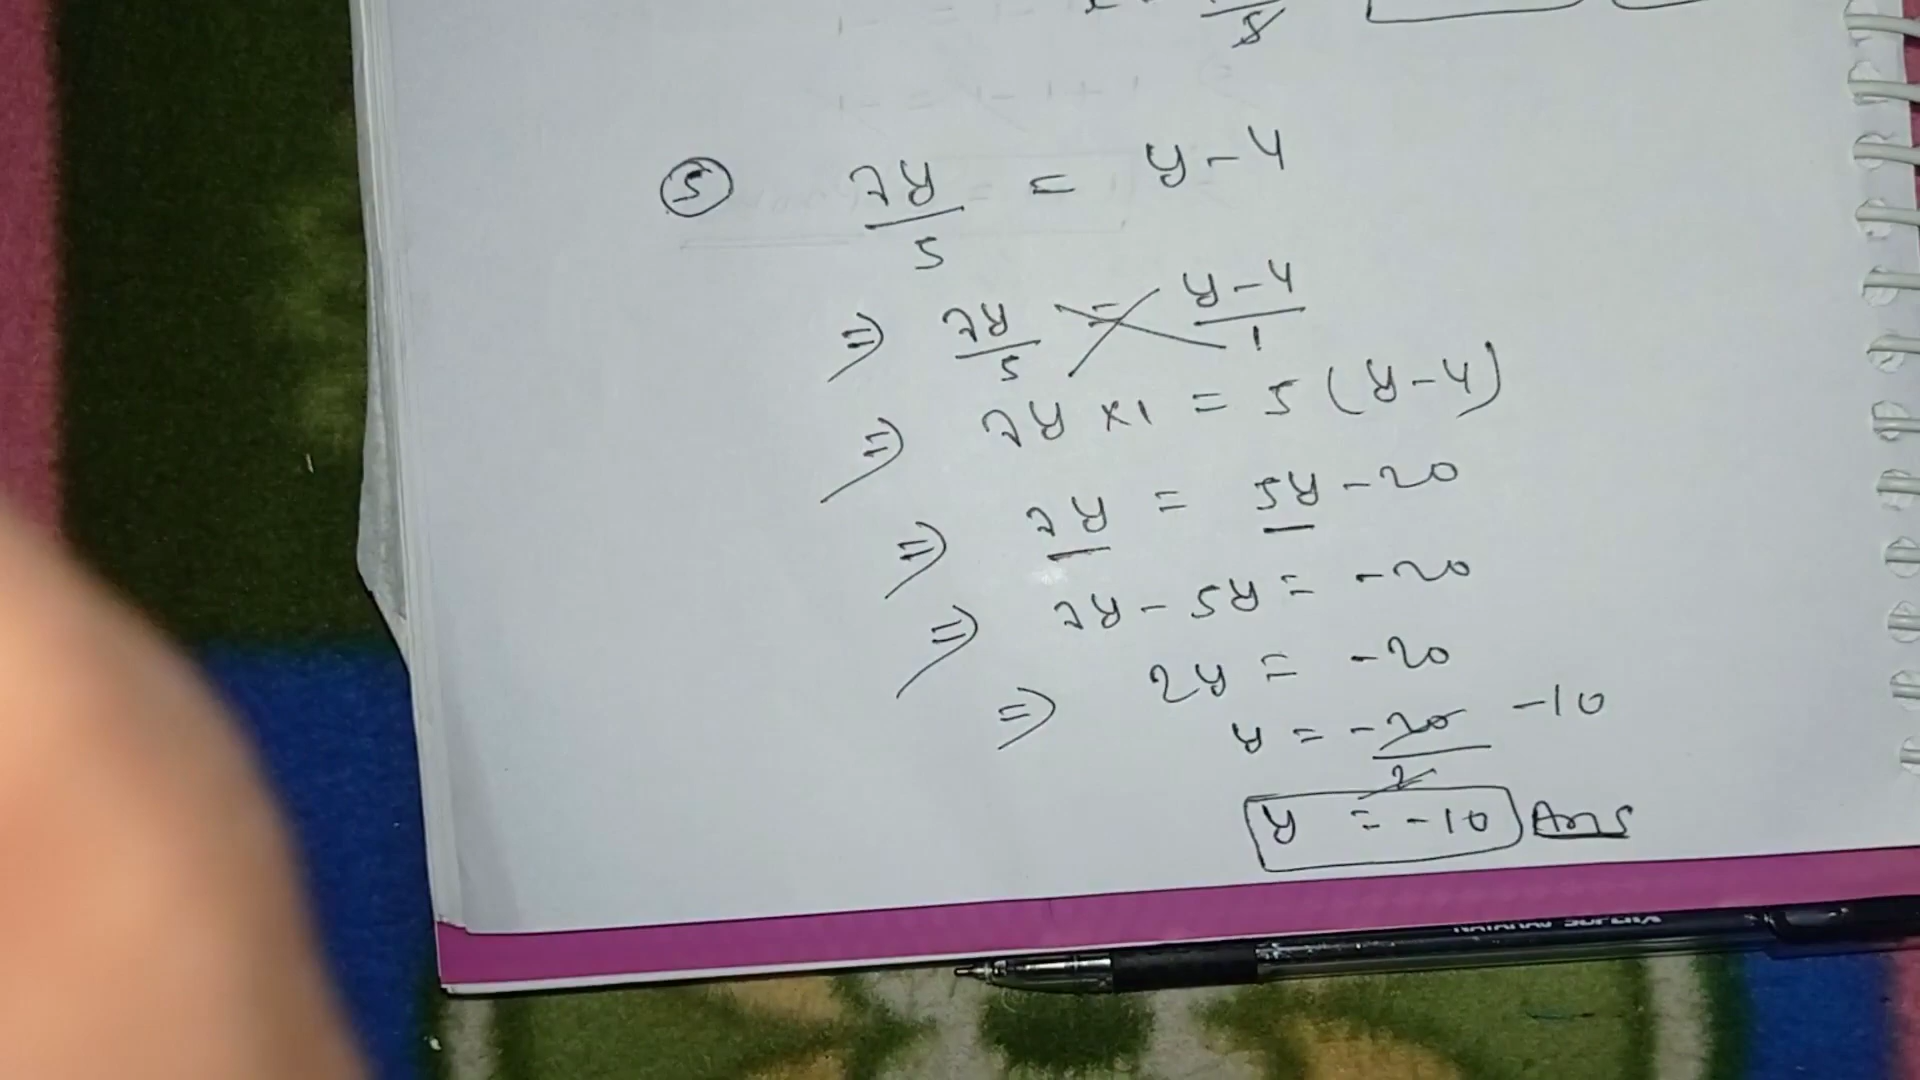 8
⑤ 7y/5 = y-4
⇒ 7y/5 = y-4/1
⇒ 7y×1 = 5(y-4)
⇒ 7y = 5y-20
⇒ 7y-5y = -20
⇒ 2y = -20
y = -20/2 -10
y = -10 Ans